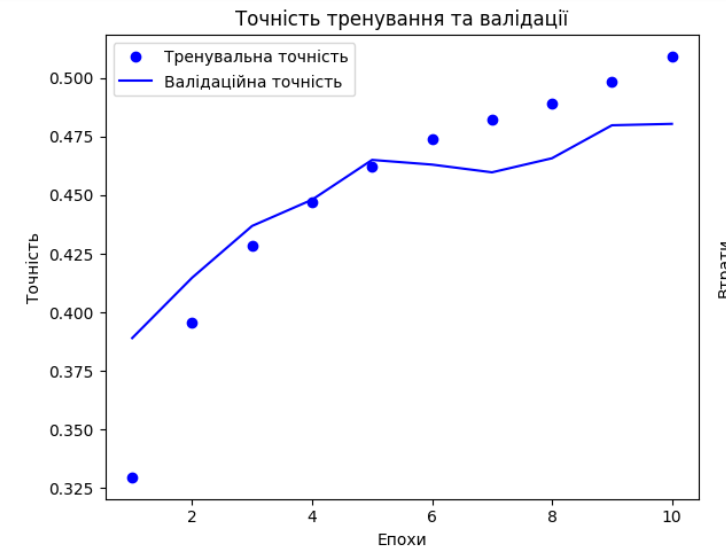 Точність тренування та валідації
Тренувальна точність
Валідаційна точність
0.500
0.475
0.450
0.425
0.400
0.375
0.350
0.325
Точність
2 4 6 8 10
Епохи
Втрати